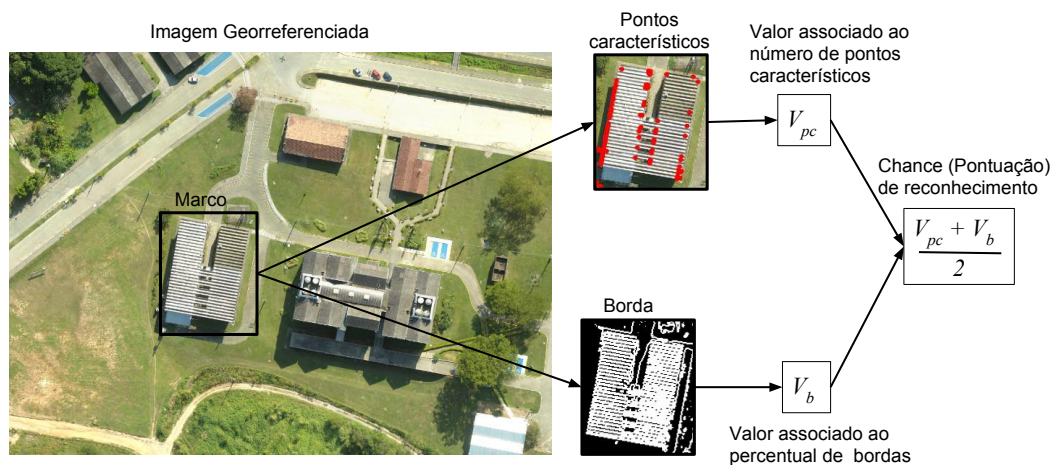 Imagem Georreferenciada
Marco
Pontos
característicos
Valor associado ao
número de pontos
característicos
V_pc
Chance (Pontuação)
de reconhecimento
V_pc + V_b
2
Borda
V_b
Valor associado ao
percentual de bordas